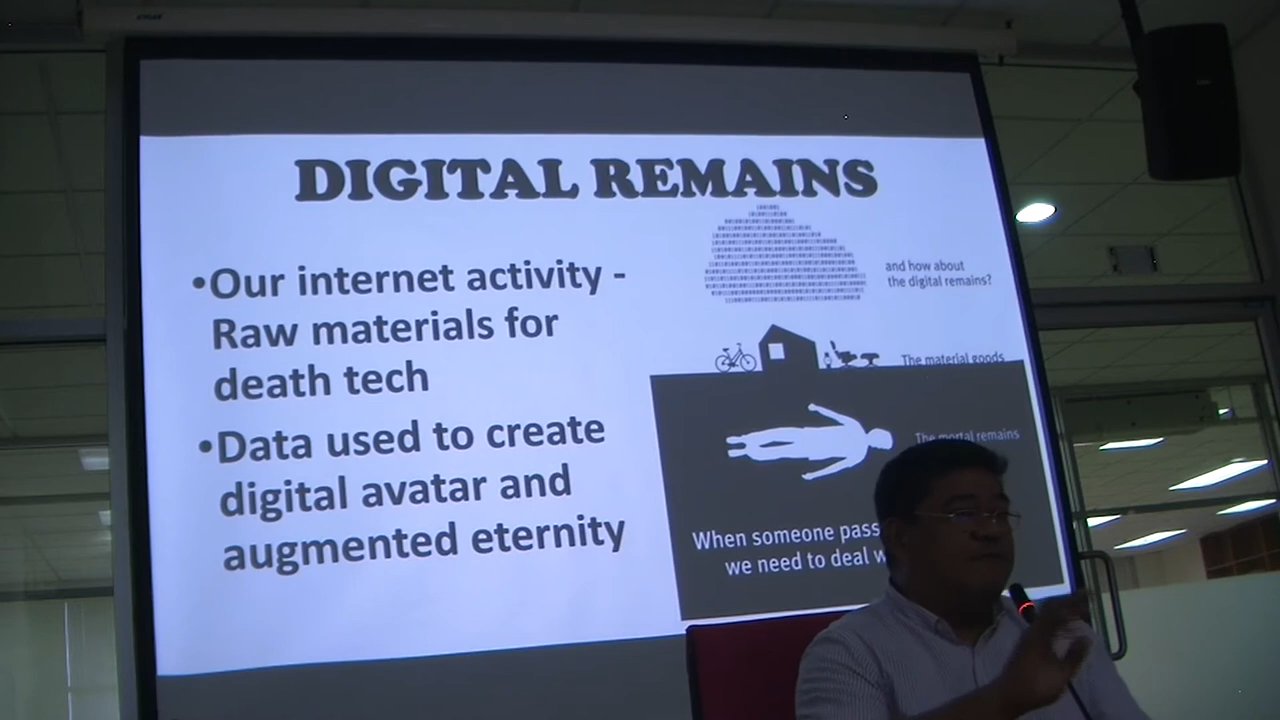 DIGITAL REMAINS
•Our internet activity -
Raw materials for
death tech
•Data used to create
digital avatar and
augmented eternity
and how about
the digital remains?
The material goods
The mortal remains
When someone pass
we need to deal w